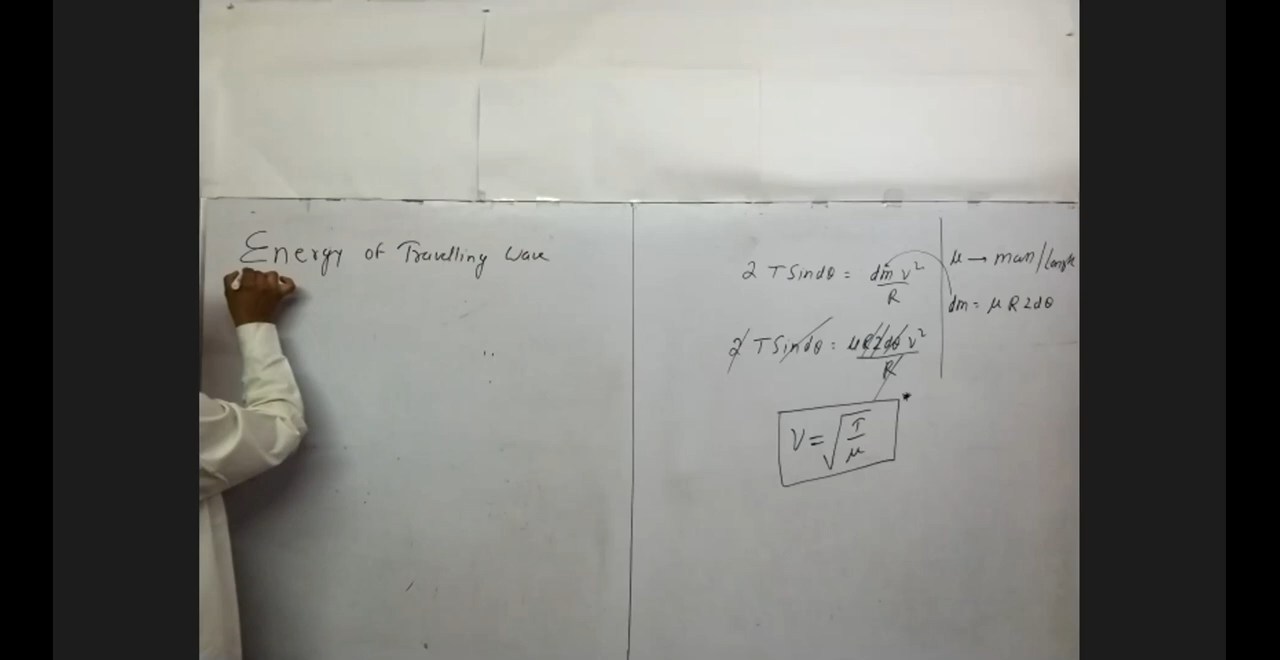 Energy of Travelling Wave
2 T Sindθ = dm v² / R
μ → mass/length
dm = μ R 2dθ
2 T Sindθ = μR2dθ v² / R
V = √(T/μ) *